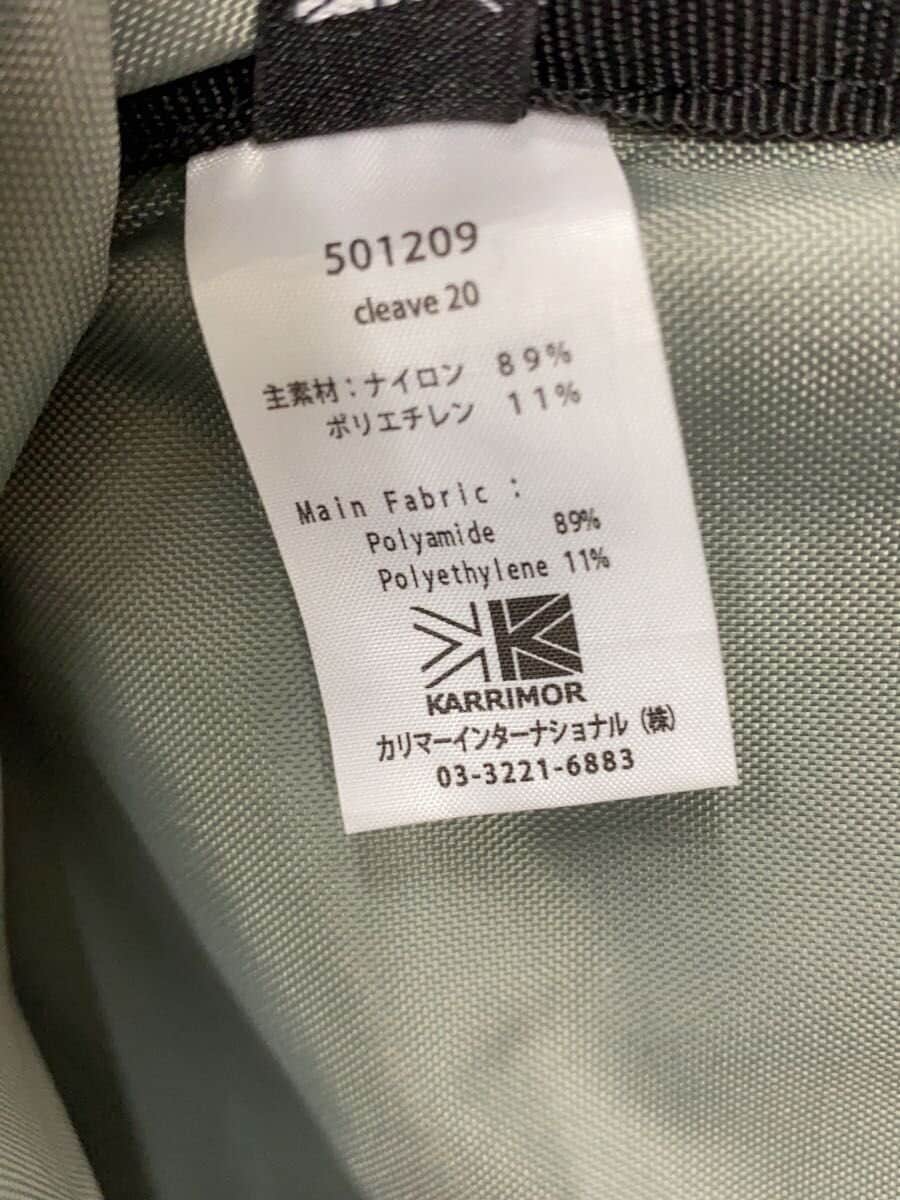 501209
cleave 20
主素材：ナイロン　８９％
ポリエチレン　１１％
Main Fabric :
Polyamide 89%
Polyethylene 11%
KARRIMOR
カリマーインターナショナル（株）
03-3221-6883